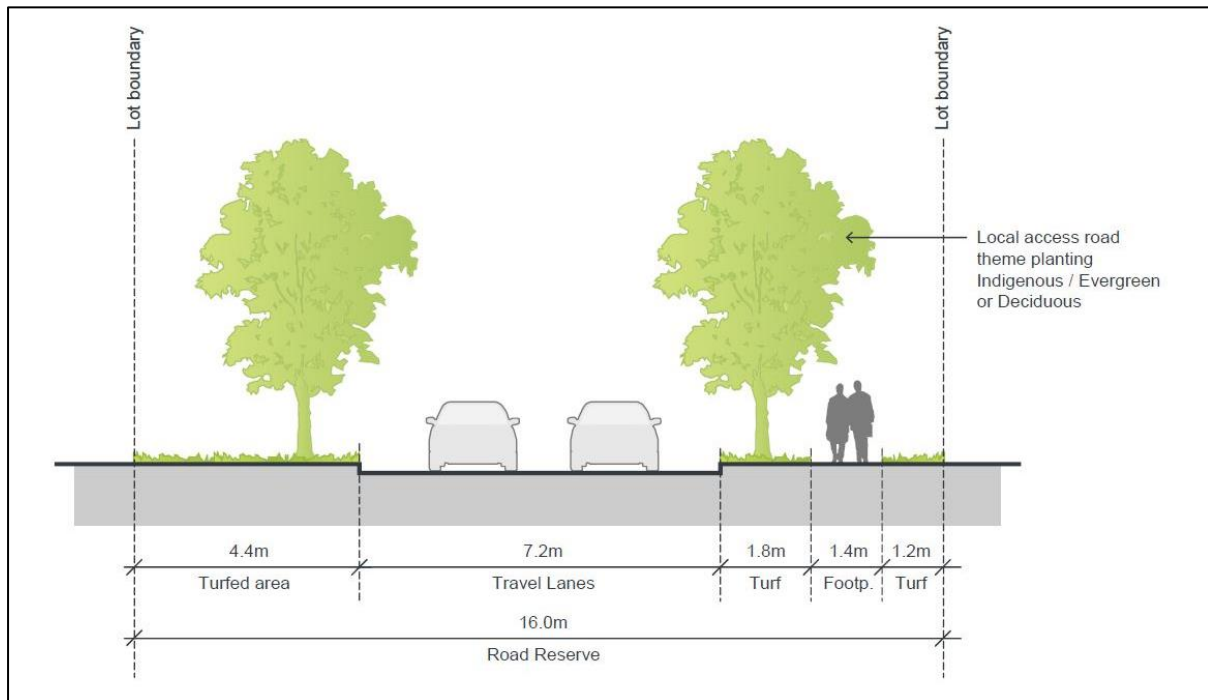 Lot boundary
Lot boundary
Local access road
theme planting
Indigenous / Evergreen
or Deciduous
4.4m
7.2m
1.8m
1.4m
1.2m
Turfed area
Travel Lanes
Turf
Footp.
Turf
16.0m
Road Reserve